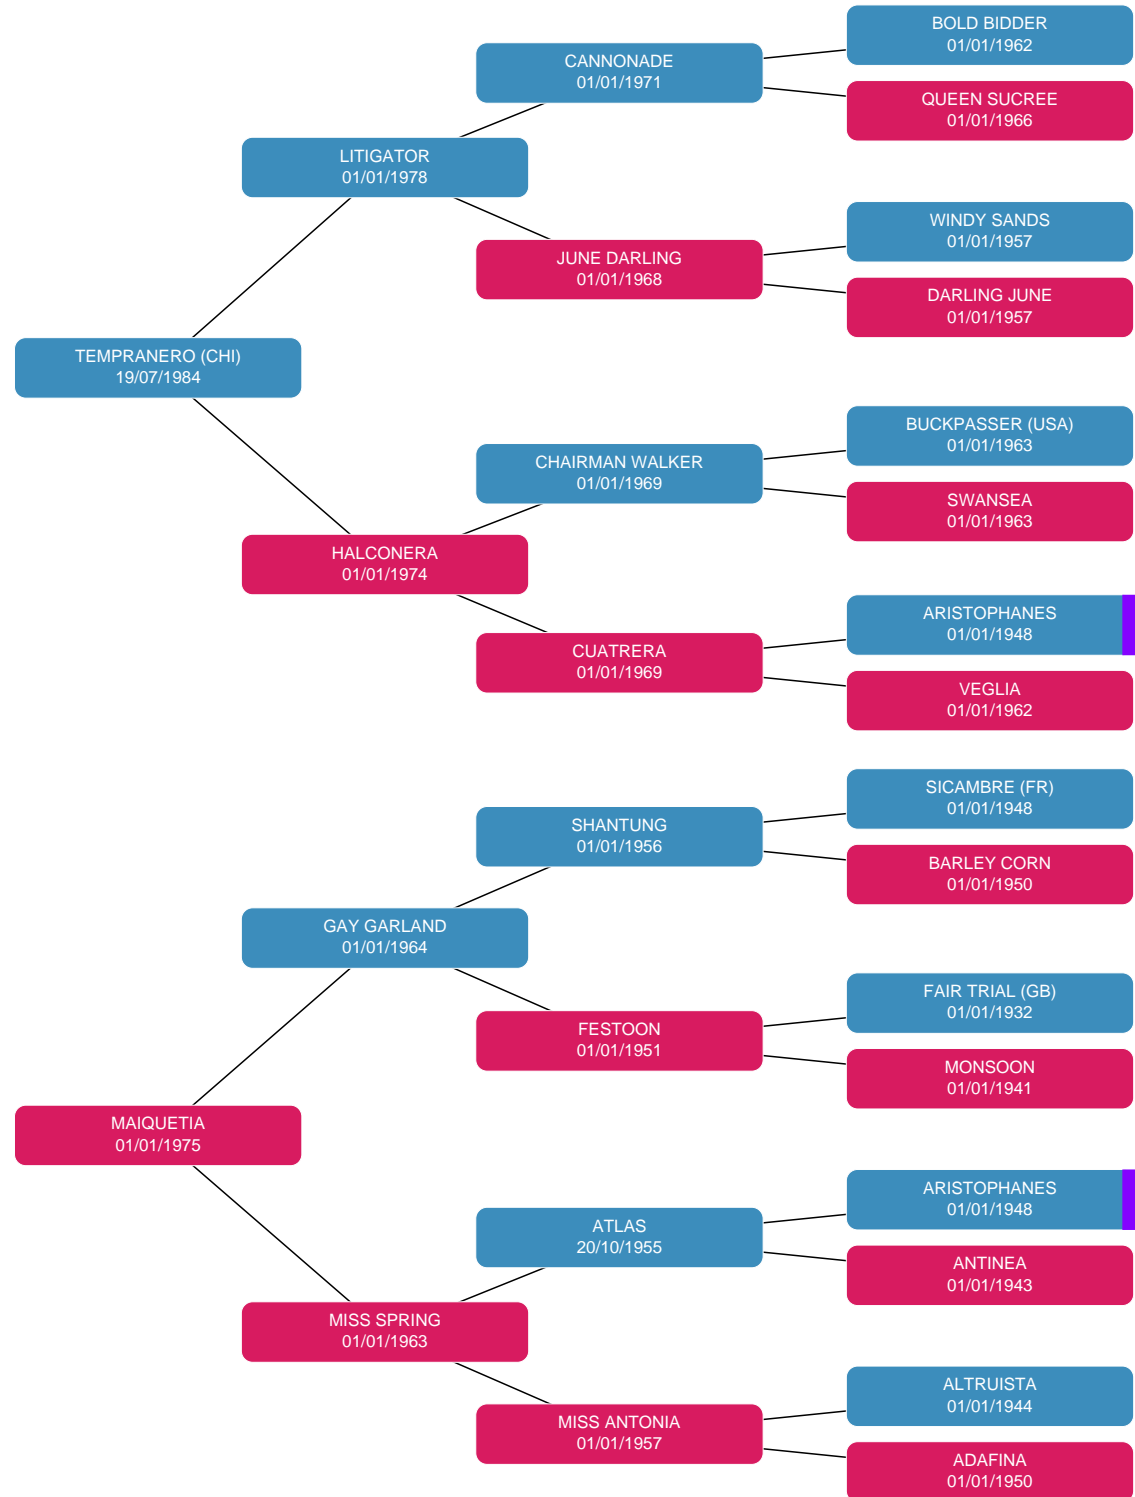 BOLD BIDDER
01/01/1962
CANNONADE
01/01/1971
QUEEN SUCREE
01/01/1966
LITIGATOR
01/01/1978
WINDY SANDS
01/01/1957
JUNE DARLING
01/01/1968
DARLING JUNE
01/01/1957
TEMPRANERO (CHI)
19/07/1984
BUCKPASSER (USA)
01/01/1963
CHAIRMAN WALKER
01/01/1969
SWANSEA
01/01/1963
HALCONERA
01/01/1974
ARISTOPHANES
01/01/1948
CUATRERA
01/01/1969
VEGLIA
01/01/1962
SICAMBRE (FR)
01/01/1948
SHANTUNG
01/01/1956
BARLEY CORN
01/01/1950
GAY GARLAND
01/01/1964
FAIR TRIAL (GB)
01/01/1932
FESTOON
01/01/1951
MONSOON
01/01/1941
MAIQUETIA
01/01/1975
ARISTOPHANES
01/01/1948
ATLAS
20/10/1955
ANTINEA
01/01/1943
MISS SPRING
01/01/1963
ALTRUISTA
01/01/1944
MISS ANTONIA
01/01/1957
ADAFINA
01/01/1950